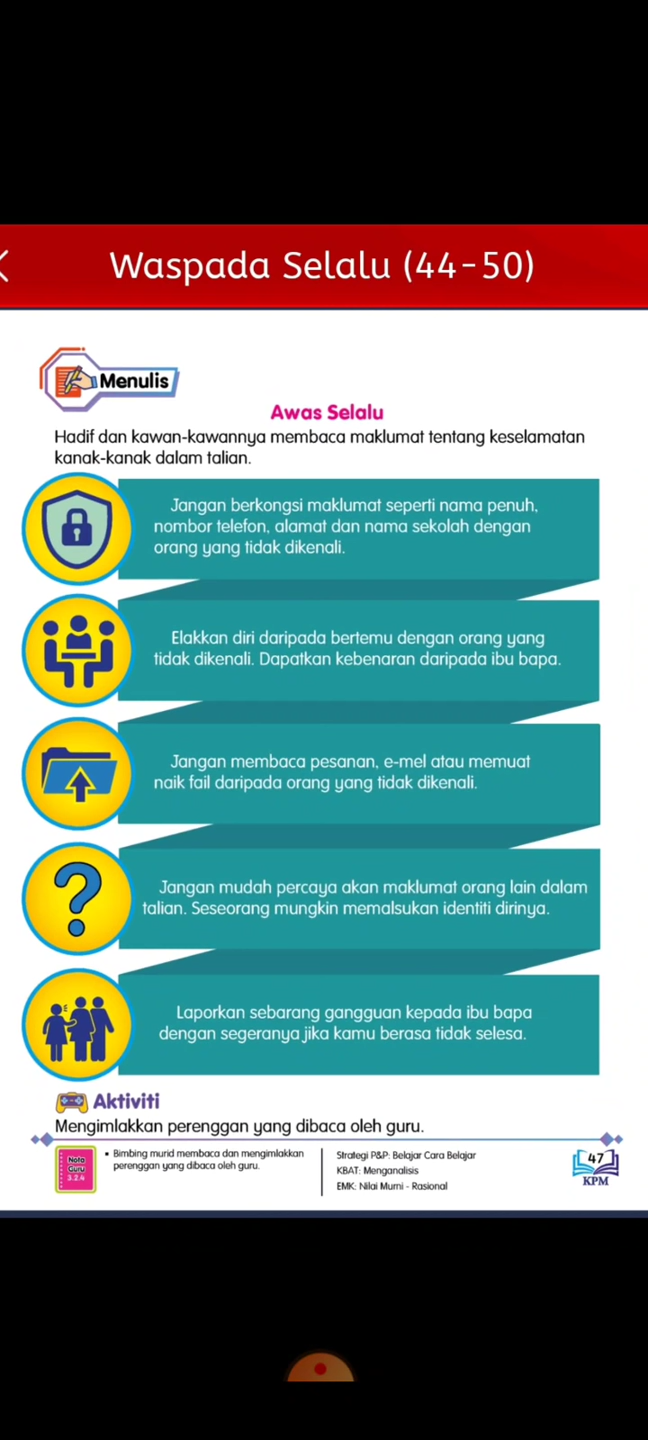 Waspada Selalu (44-50)
Menulis
Awas Selalu
Hadif dan kawan-kawannya membaca maklumat tentang keselamatan
kanak-kanak dalam talian.
Jangan berkongsi maklumat seperti nama penuh,
nombor telefon, alamat dan nama sekolah dengan
orang yang tidak dikenali.
Elakkan diri daripada bertemu dengan orang yang
tidak dikenali. Dapatkan kebenaran daripada ibu bapa.
Jangan membaca pesanan, e-mel atau memuat
naik fail daripada orang yang tidak dikenali.
?
Jangan mudah percaya akan maklumat orang lain dalam
talian. Seseorang mungkin memalsukan identiti dirinya.
Laporkan sebarang gangguan kepada ibu bapa
dengan segeranya jika kamu berasa tidak selesa.
Aktiviti
Mengimlakkan perenggan yang dibaca oleh guru.
Nota
Guru
3.2.4
• Bimbing murid membaca dan mengimlakkan
perenggan yang dibaca oleh guru.
Strategi P&P: Belajar Cara Belajar
KBAT: Menganalisis
EMK: Nilai Murni - Rasional
47
KPM